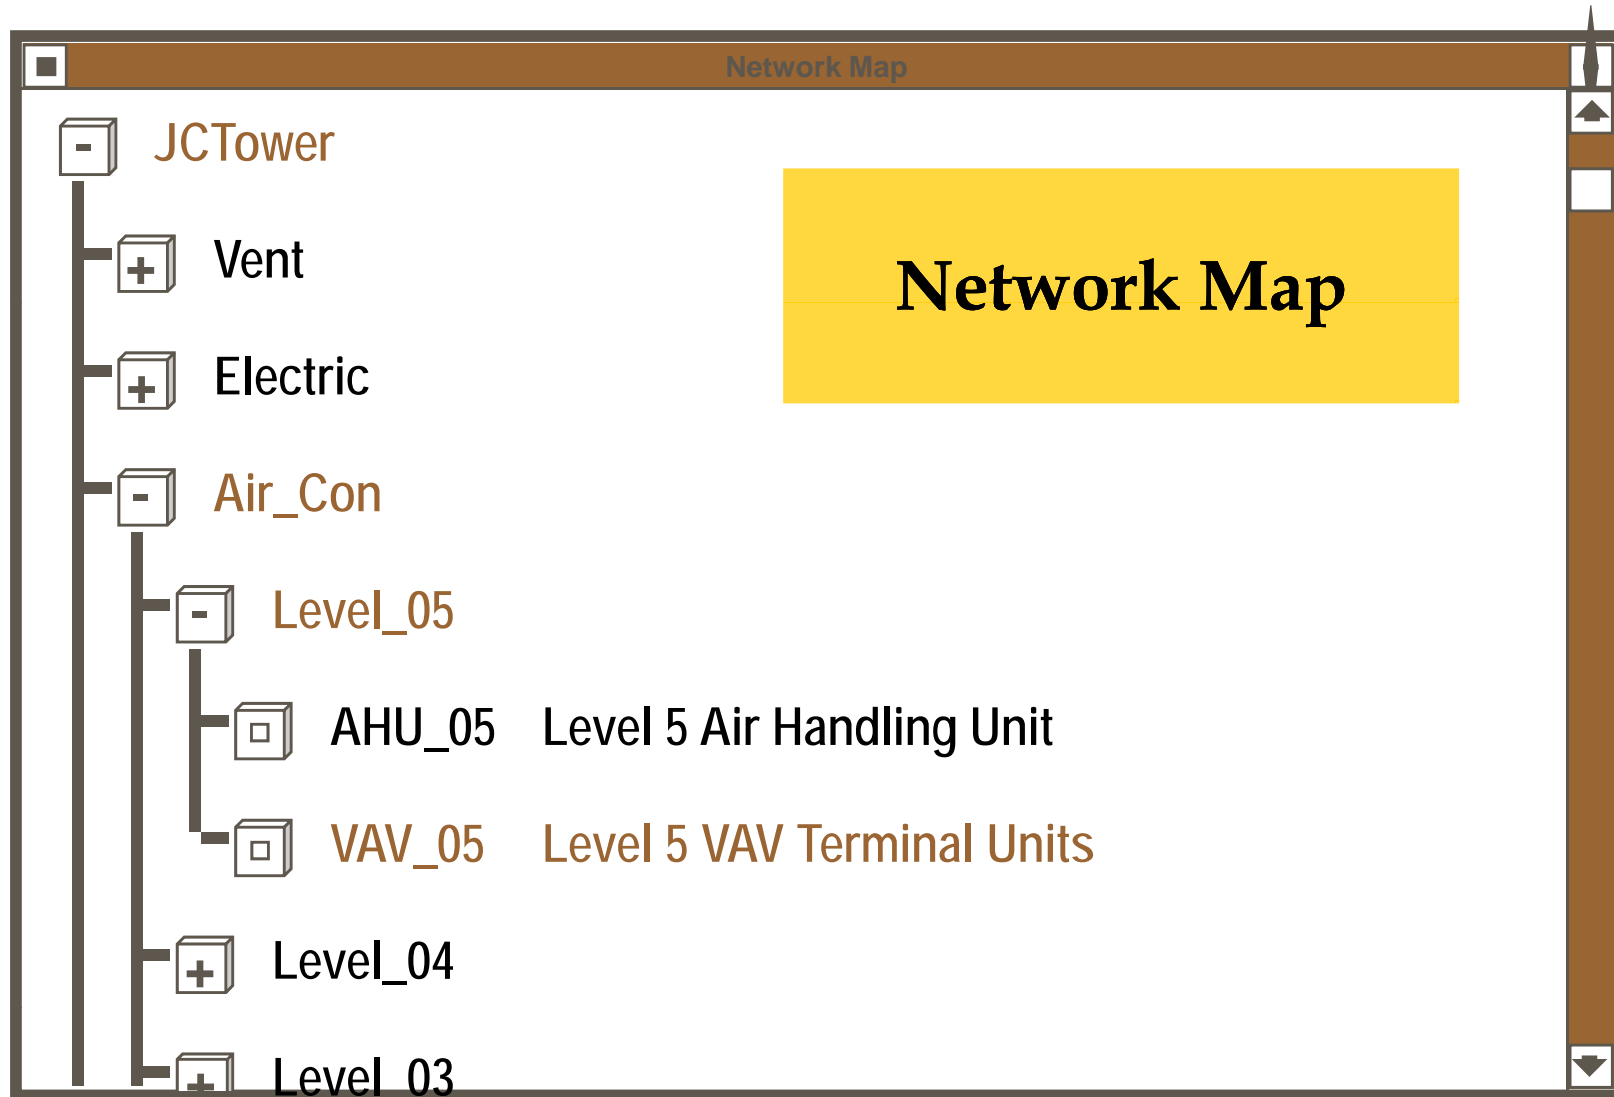 Network Map
JCTower
Vent
Network Map
Electric
Air_Con
Level_05
AHU_05 Level 5 Air Handling Unit
VAV_05 Level 5 VAV Terminal Units
Level_04
Level_03